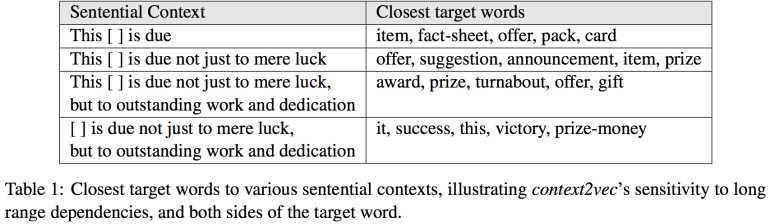 Sentential Context Closest target words
This [ ] is due item, fact-sheet, offer, pack, card
This [ ] is due not just to mere luck offer, suggestion, announcement, item, prize
This [ ] is due not just to mere luck, award, prize, turnabout, offer, gift
but to outstanding work and dedication
[ ] is due not just to mere luck, it, success, this, victory, prize-money
but to outstanding work and dedication
Table 1: Closest target words to various sentential contexts, illustrating context2vec's sensitivity to long
range dependencies, and both sides of the target word.